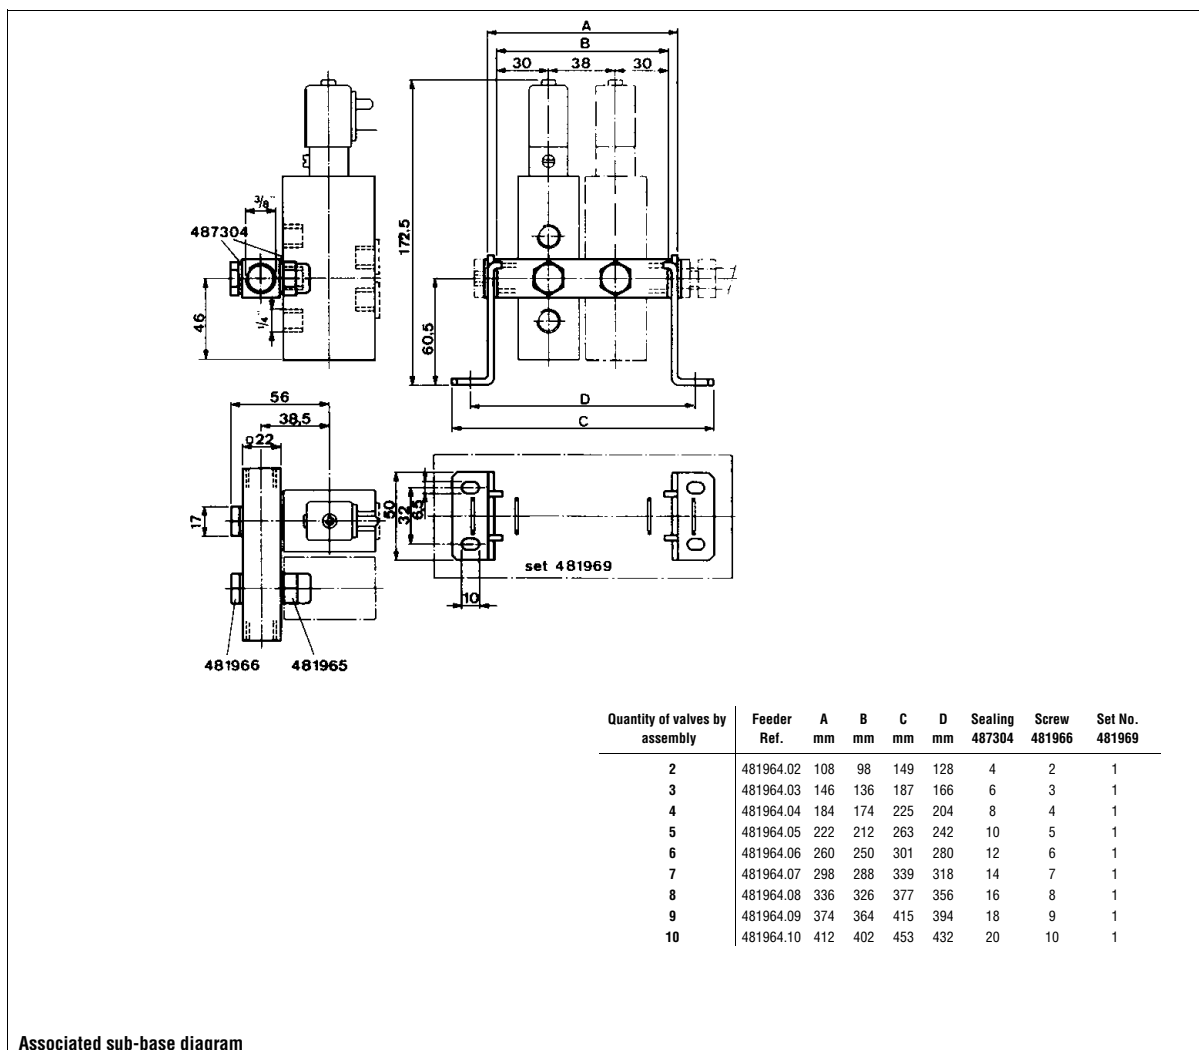 A
B
30 38 30
3/8"
487304
172,5
46
1/4"
60,5
D
C
56
38,5
22
17
50
32
6,5
set 481969
10
481966 481965
Quantity of valves by Feeder A B C D Sealing Screw Set No.
assembly Ref. mm mm mm mm 487304 481966 481969
2 481964.02 108 98 149 128 4 2 1
3 481964.03 146 136 187 166 6 3 1
4 481964.04 184 174 225 204 8 4 1
5 481964.05 222 212 263 242 10 5 1
6 481964.06 260 250 301 280 12 6 1
7 481964.07 298 288 339 318 14 7 1
8 481964.08 336 326 377 356 16 8 1
9 481964.09 374 364 415 394 18 9 1
10 481964.10 412 402 453 432 20 10 1
Associated sub-base diagram